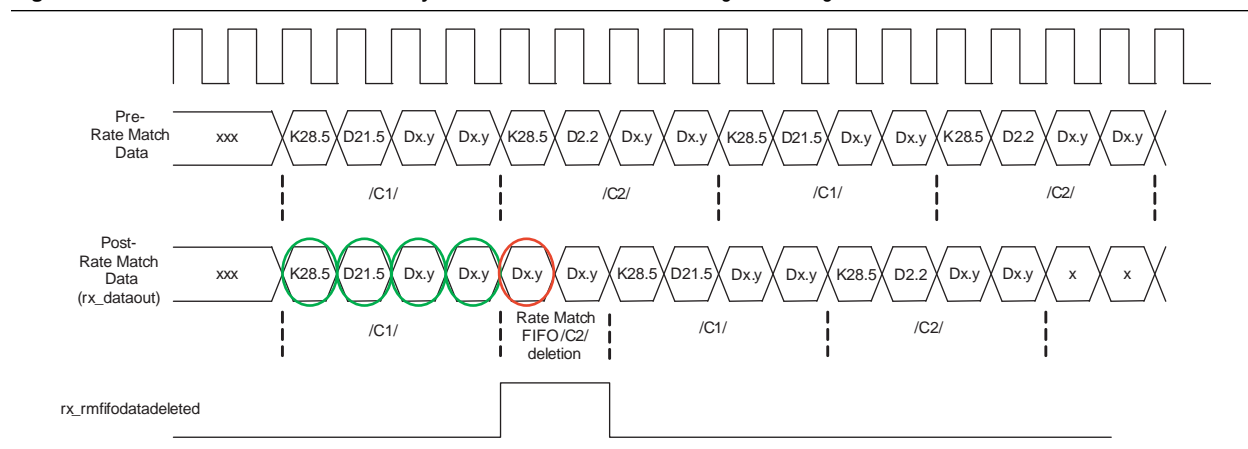 Pre-
Rate Match
Data
xxx K28.5 D21.5 Dx.y Dx.y K28.5 D2.2 Dx.y Dx.y K28.5 D21.5 Dx.y Dx.y K28.5 D2.2 Dx.y Dx.y
/C1/ /C2/ /C1/ /C2/
Post-
Rate Match
Data
(rx_dataout)
xxx K28.5 D21.5 Dx.y Dx.y Dx.y Dx.y K28.5 D21.5 Dx.y Dx.y K28.5 D2.2 Dx.y Dx.y x x
/C1/
Rate Match
FIFO /C2/
deletion
/C1/ /C2/
rx_rmfifodatadeleted